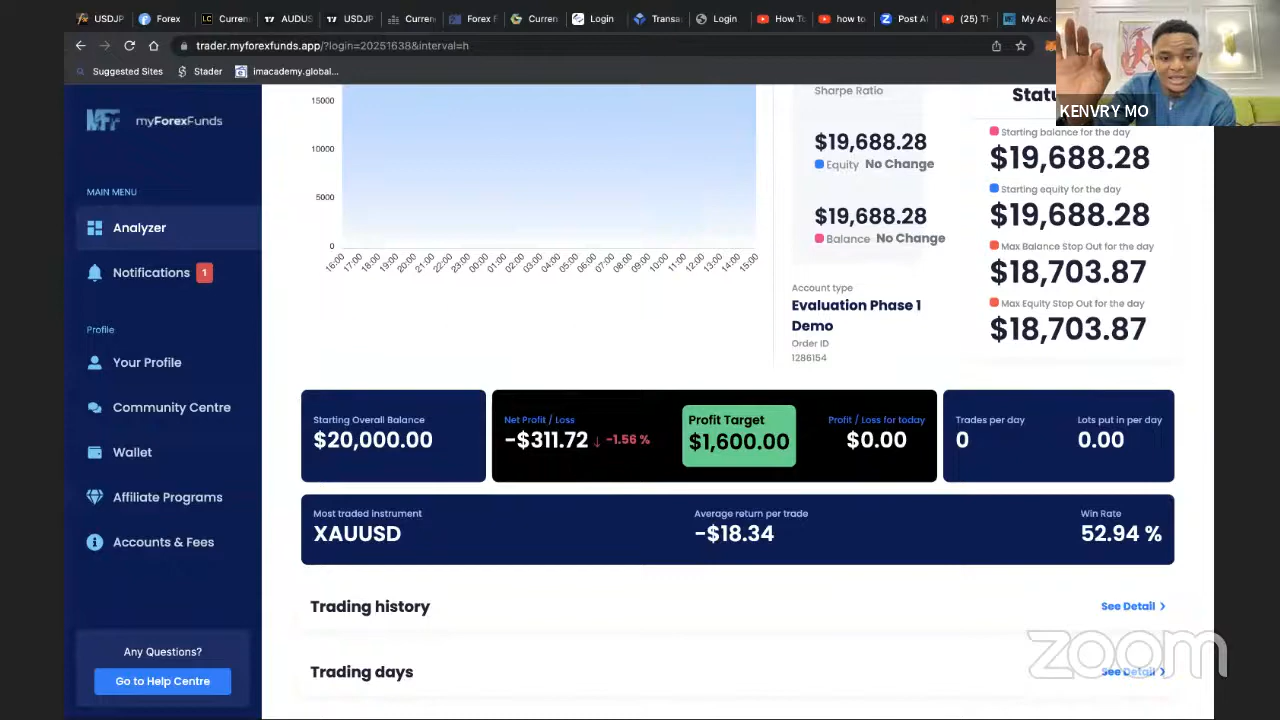 USDJP
Forex
Curren
AUDUS
USDJP
Curren
Forex F
Curren
Login
Transa
Login
How To
how to
Post A
(25) Th
My Acc
trader.myforexfunds.app/?login=20251638&interval=h
Suggested Sites
Stader
imacademy.global...
KENVRY MO
MFF
myForexFunds
MAIN MENU
Analyzer
Notifications 1
Profile
Your Profile
Community Centre
Wallet
Affiliate Programs
Accounts & Fees
Any Questions?
Go to Help Centre
15000
10000
5000
0
16:00
17:00
18:00
19:00
20:00
21:00
22:00
23:00
00:00
01:00
02:00
03:00
04:00
05:00
06:00
07:00
08:00
09:00
10:00
11:00
12:00
13:00
14:00
15:00
Sharpe Ratio
$19,688.28
Equity No Change
$19,688.28
Balance No Change
Account type
Evaluation Phase 1
Demo
Order ID
1286154
Statu
Starting balance for the day
$19,688.28
Starting equity for the day
$19,688.28
Max Balance Stop Out for the day
$18,703.87
Max Equity Stop Out for the day
$18,703.87
Starting Overall Balance
$20,000.00
Net Profit / Loss
-$311.72 ↓ -1.56 %
Profit Target
$1,600.00
Profit / Loss for today
$0.00
Trades per day
0
Lots put in per day
0.00
Most traded instrument
XAUUSD
Average return per trade
-$18.34
Win Rate
52.94 %
Trading history
See Detail >
Trading days
See Detail >
zoom